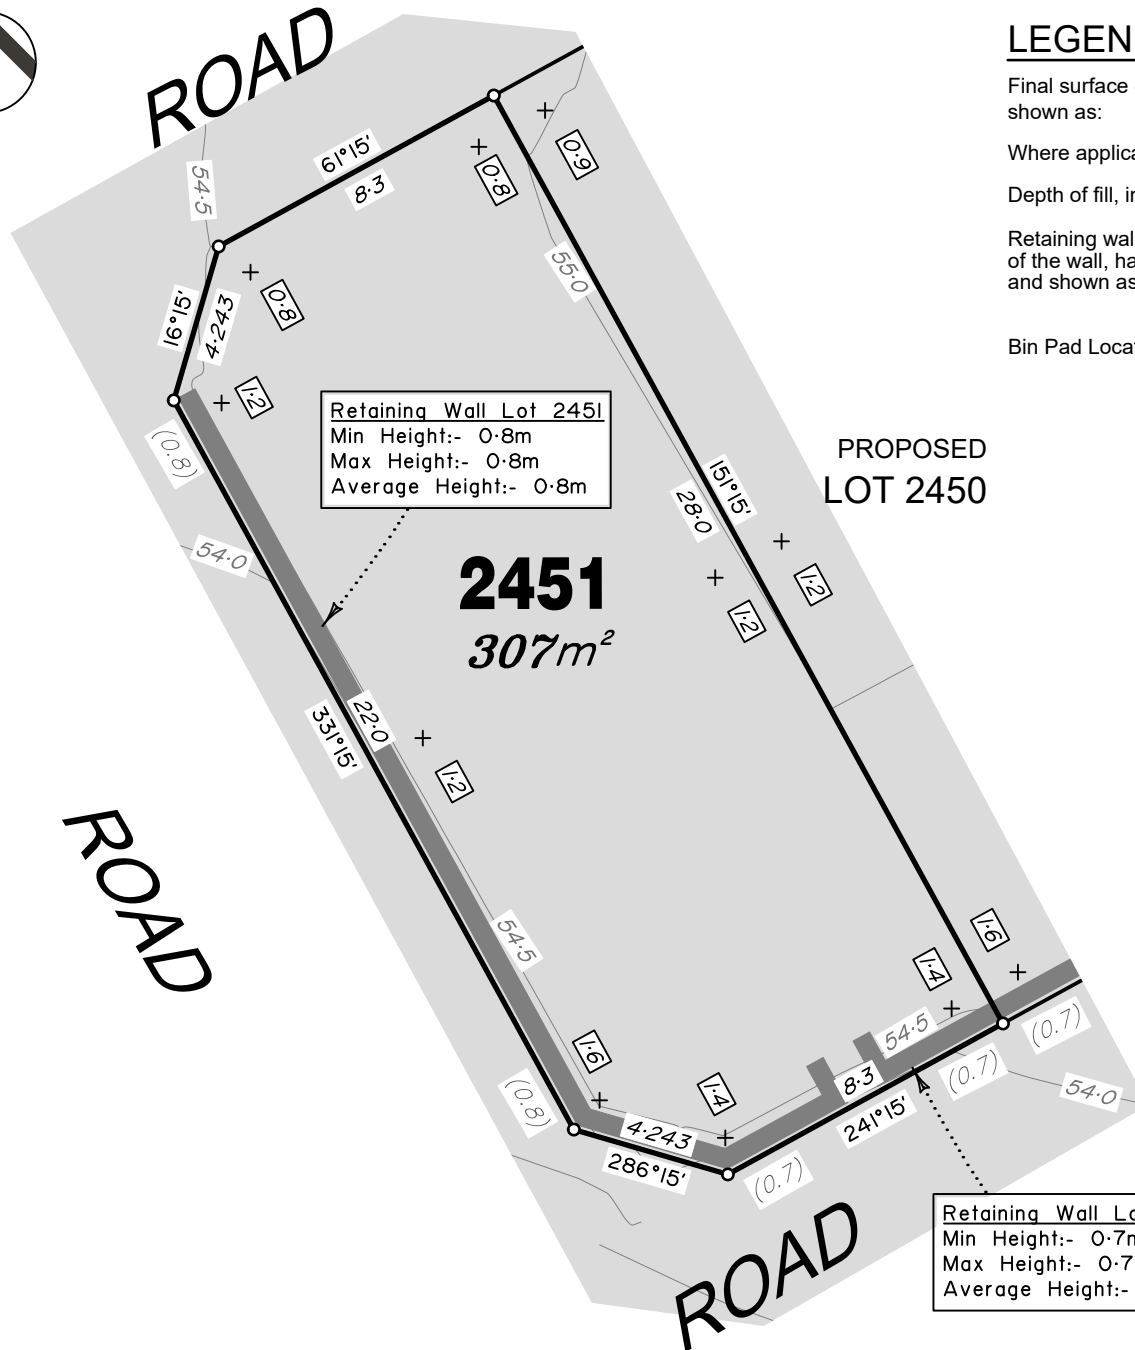 ROAD
LEGEN
Final surface
shown as:
Where applica
Depth of fill, i
Retaining wal
of the wall, ha
and shown as
Bin Pad Locat
61°15'
8·3
0·9
0·8
54·5
55·0
0·8
16°15'
4·243
1·2
(0.8)
Retaining Wall Lot 2451
Min Height:- 0·8m
Max Height:- 0·8m
Average Height:- 0·8m
PROPOSED
LOT 2450
151°15'
28·0
54·0
2451
307m²
1·2
1·2
22·0
331°15'
1·2
ROAD
54·5
1·6
1·4
54·5
(0.7)
1·6
(0.8)
1·4
8·3
(0.7)
241°15'
54·0
4·243
286°15'
(0.7)
ROAD
Retaining Wall Lo
Min Height:- 0·7m
Max Height:- 0·7
Average Height:-